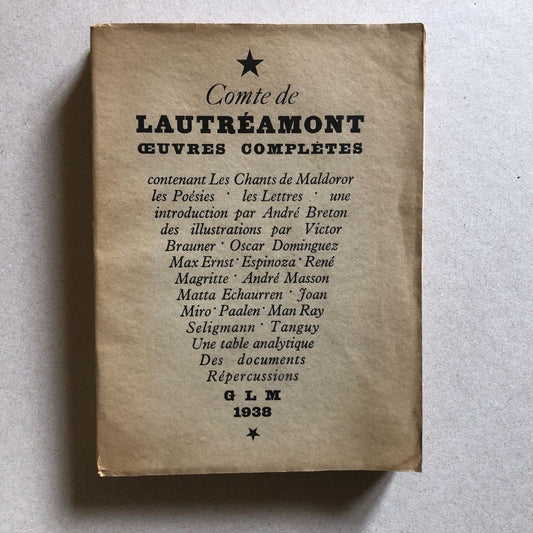 Comte de
LAUTRÉAMONT
ŒUVRES COMPLÈTES
contenant Les Chants de Maldoror
les Poésies · les Lettres · une
introduction par André Breton
des illustrations par Victor
Brauner · Oscar Dominguez
Max Ernst · Espinoza · René
Magritte · André Masson
Matta Echaurren · Joan
Miro · Paalen · Man Ray
Seligmann · Tanguy
Une table analytique
Des documents
Répercussions
G L M
1938